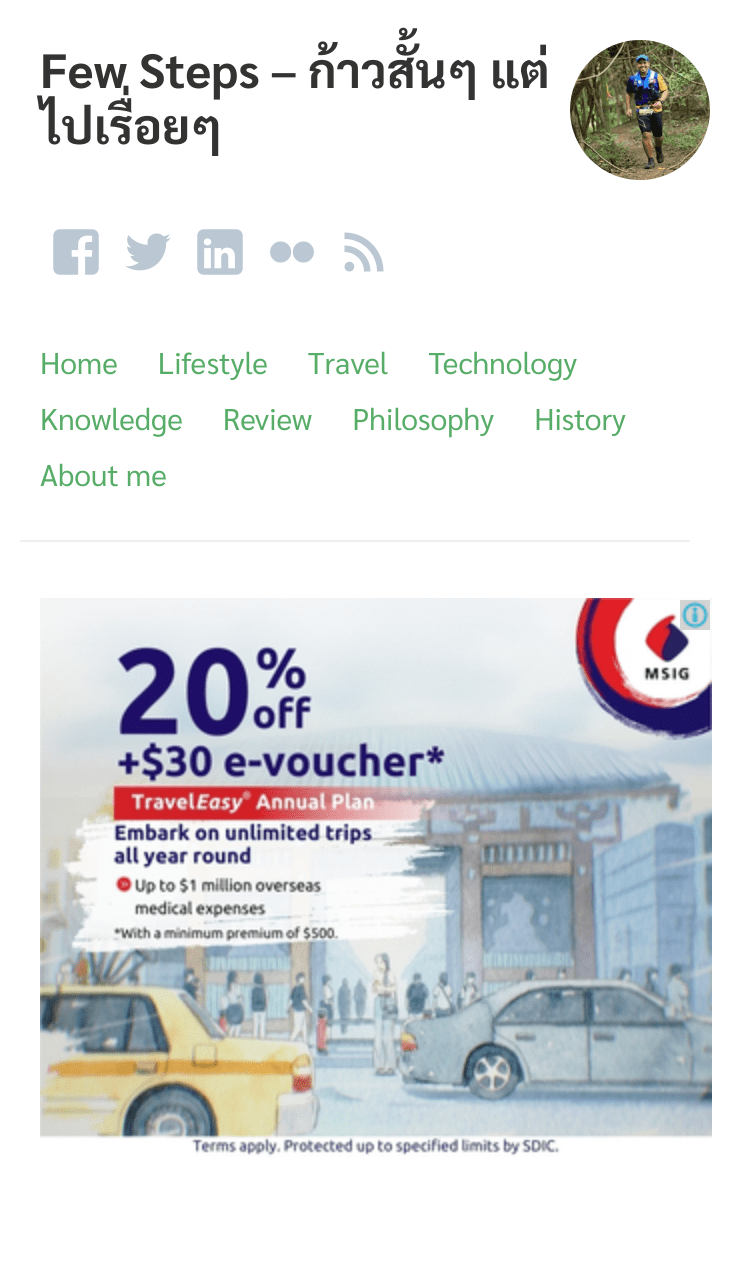 Few Steps – ก้าวสั้นๆ แต่
ไปเรื่อยๆ
Home Lifestyle Travel Technology
Knowledge Review Philosophy History
About me
MSIG
20% off
+$30 e-voucher*
TravelEasy® Annual Plan
Embark on unlimited trips
all year round
Up to $1 million overseas
medical expenses
*With a minimum premium of $500.
Terms apply. Protected up to specified limits by SDIC.